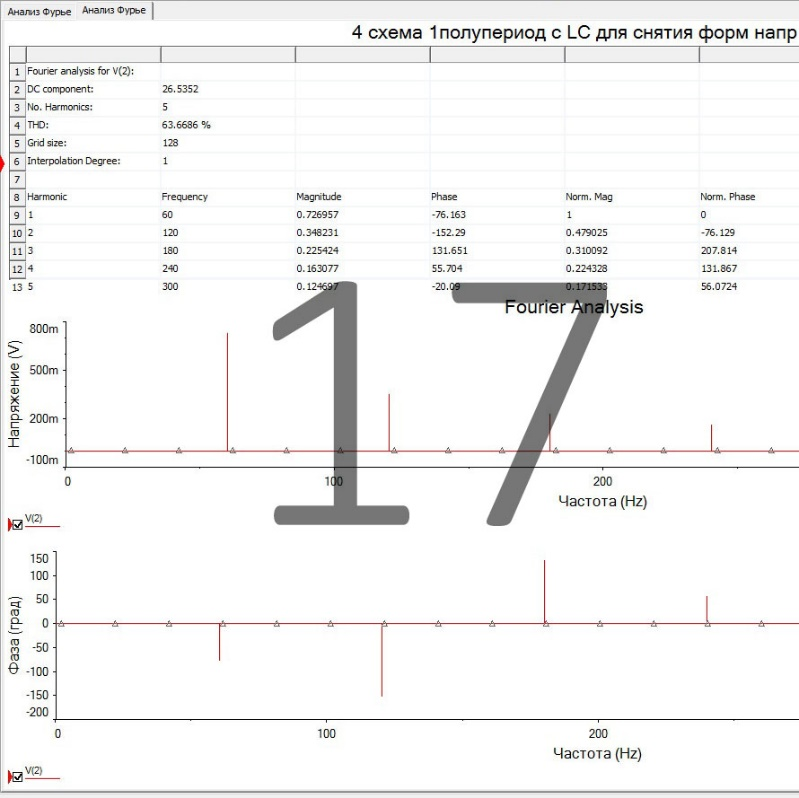 Анализ Фурье Анализ Фурье
4 схема 1полупериод с LC для снятия форм напр
1 Fourier analysis for V(2):
2 DC component: 26.5352
3 No. Harmonics: 5
4 THD: 63.6686 %
5 Grid size: 128
6 Interpolation Degree: 1
7
8 Harmonic Frequency Magnitude Phase Norm. Mag Norm. Phase
9 1 60 0.726957 -76.163 1 0
10 2 120 0.348231 -152.29 0.479025 -76.129
11 3 180 0.225424 131.651 0.310092 207.814
12 4 240 0.163077 55.704 0.224328 131.867
13 5 300 0.124697 -20.09 0.171533 56.0724
17
Fourier Analysis
Напряжение (V)
800m
500m
200m
-100m
0 100 200
Частота (Hz)
V(2)
Фаза (град)
150
100
50
0
-50
-100
-150
-200
0 100 200
Частота (Hz)
V(2)